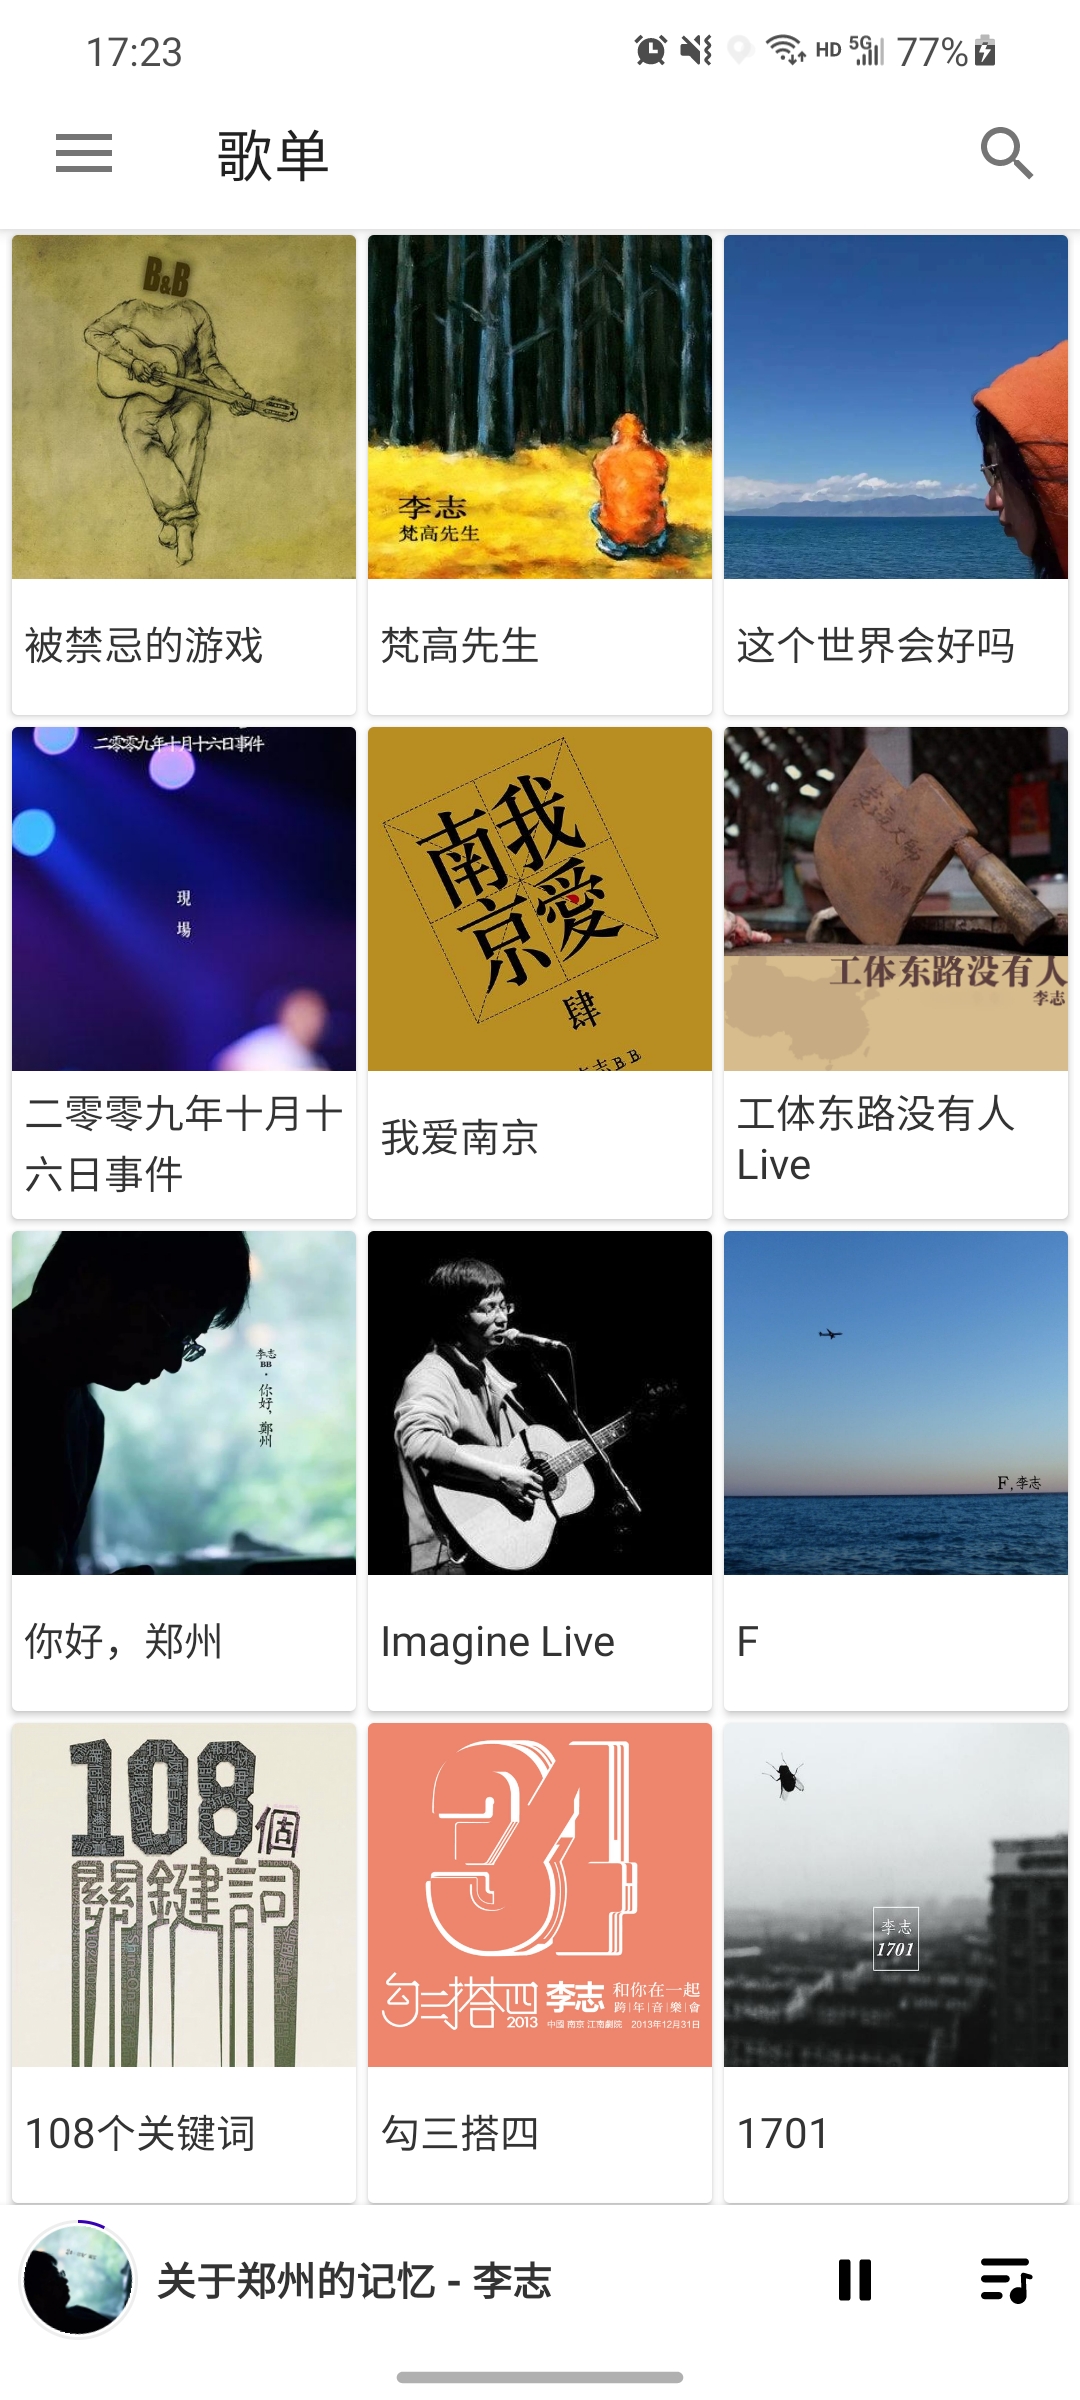 17:23
HD 5G 77%
歌单
B&B
李志
梵高先生
被禁忌的游戏
梵高先生
这个世界会好吗
二零零九年十月十六日事件
現
場
我
南
愛
京
肆
志BB
工体东路没有人
李志
二零零九年十月十
六日事件
我爱南京
工体东路没有人
Live
李志
BB
·
你好，鄭州
F,李志
你好，郑州
Imagine Live
F
108個
關鍵詞
34
勾三搭四 2013 李志 和你在一起
跨年音樂會
中國 南京 江南劇院 2013年12月31日
李志
1701
108个关键词
勾三搭四
1701
关于郑州的记忆 - 李志